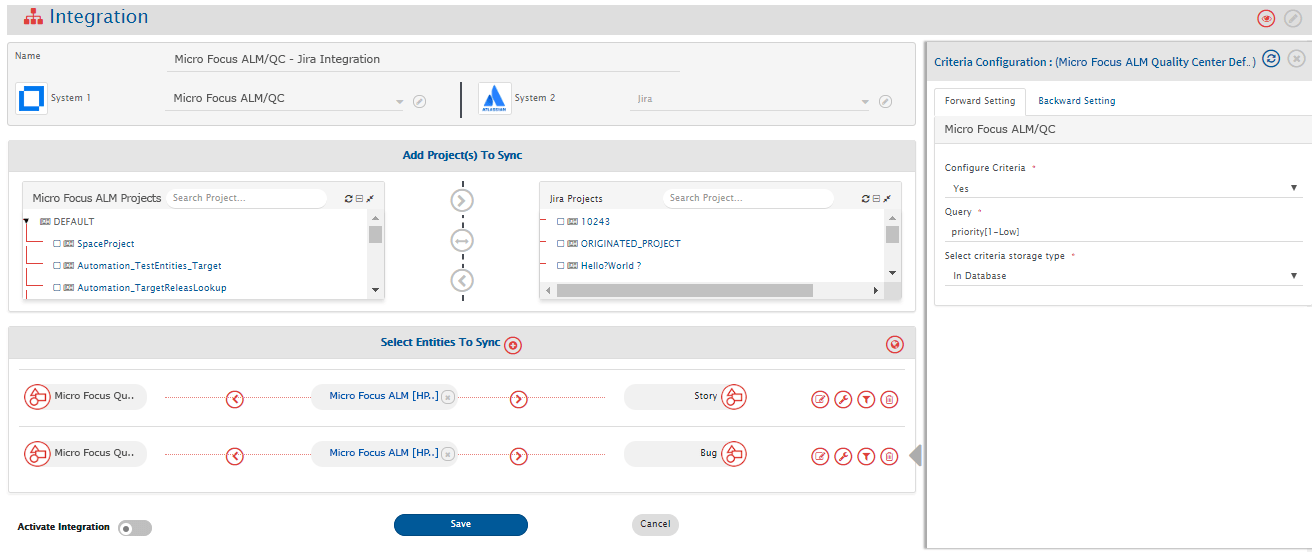 Integration
Name
Micro Focus ALM/QC - Jira Integration
System 1
Micro Focus ALM/QC
ATLASSIAN
System 2
Jira
Add Project(s) To Sync
Micro Focus ALM Projects
Search Project...
DEFAULT
SpaceProject
Automation_TestEntities_Target
Automation_TargetReleasLookup
Jira Projects
Search Project...
10243
ORIGINATED_PROJECT
Hello?World ?
Select Entities To Sync
Micro Focus Qu..
Micro Focus ALM [HP..]
Story
Micro Focus Qu..
Micro Focus ALM [HP..]
Bug
Activate Integration
Save
Cancel
Criteria Configuration : (Micro Focus ALM Quality Center Def.. )
Forward Setting
Backward Setting
Micro Focus ALM/QC
Configure Criteria *
Yes
Query *
priority[1-Low]
Select criteria storage type *
In Database